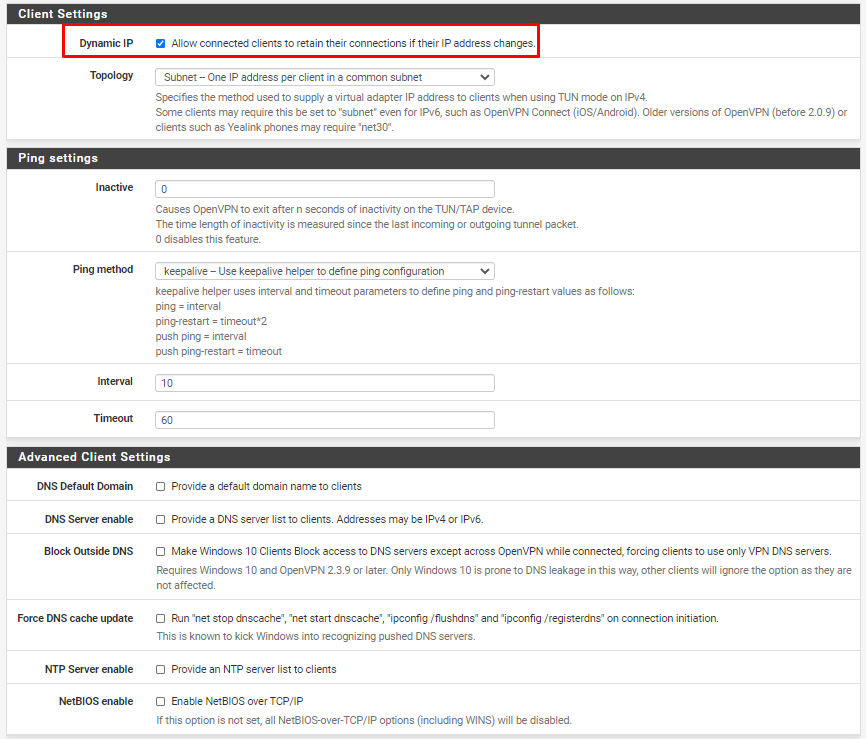 Client Settings
Dynamic IP Allow connected clients to retain their connections if their IP address changes.
Topology Subnet -- One IP address per client in a common subnet
Specifies the method used to supply a virtual adapter IP address to clients when using TUN mode on IPv4.
Some clients may require this be set to "subnet" even for IPv6, such as OpenVPN Connect (iOS/Android). Older versions of OpenVPN (before 2.0.9) or
clients such as Yealink phones may require "net30".
Ping settings
Inactive 0
Causes OpenVPN to exit after n seconds of inactivity on the TUN/TAP device.
The time length of inactivity is measured since the last incoming or outgoing tunnel packet.
0 disables this feature.
Ping method keepalive -- Use keepalive helper to define ping configuration
keepalive helper uses interval and timeout parameters to define ping and ping-restart values as follows:
ping = interval
ping-restart = timeout*2
push ping = interval
push ping-restart = timeout
Interval 10
Timeout 60
Advanced Client Settings
DNS Default Domain Provide a default domain name to clients
DNS Server enable Provide a DNS server list to clients. Addresses may be IPv4 or IPv6.
Block Outside DNS Make Windows 10 Clients Block access to DNS servers except across OpenVPN while connected, forcing clients to use only VPN DNS servers.
Requires Windows 10 and OpenVPN 2.3.9 or later. Only Windows 10 is prone to DNS leakage in this way, other clients will ignore the option as they are
not affected.
Force DNS cache update Run "net stop dnscache", "net start dnscache", "ipconfig /flushdns" and "ipconfig /registerdns" on connection initiation.
This is known to kick Windows into recognizing pushed DNS servers.
NTP Server enable Provide an NTP server list to clients
NetBIOS enable Enable NetBIOS over TCP/IP
If this option is not set, all NetBIOS-over-TCP/IP options (including WINS) will be disabled.